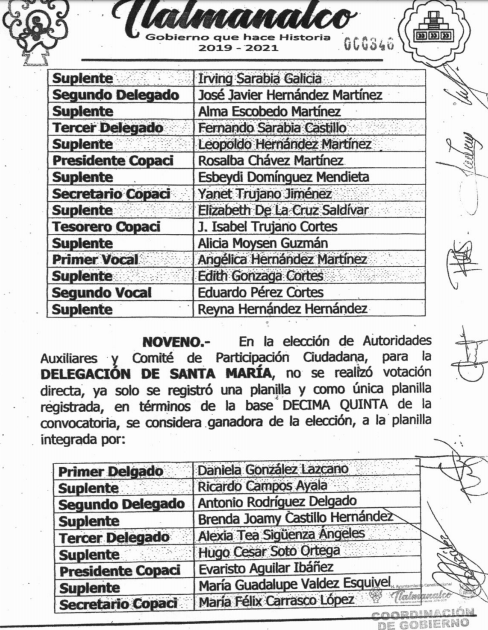 Tlalmanalco
Gobierno que hace Historia
2019 - 2021
000346
Suplente Irving Sarabia Galicia
Segundo Delegado José Javier Hernández Martínez
Suplente Alma Escobedo Martínez
Tercer Delegado Fernando Sarabia Castillo
Suplente Leopoldo Hernández Martínez
Presidente Copaci Rosalba Chávez Martínez
Suplente Esbeydi Domínguez Mendieta
Secretario Copaci Yanet Trujano Jiménez
Suplente Elizabeth De La Cruz Saldívar
Tesorero Copaci J. Isabel Trujano Cortes
Suplente Alicia Moysen Guzmán
Primer Vocal Angélica Hernández Martínez
Suplente Edith Gonzaga Cortes
Segundo Vocal Eduardo Pérez Cortes
Suplente Reyna Hernández Hernández
NOVENO.- En la elección de Autoridades
Auxiliares y Comité de Participación Ciudadana, para la
DELEGACIÓN DE SANTA MARÍA, no se realizó votación
directa, ya solo se registró una planilla y como única planilla
registrada, en términos de la base DECIMA QUINTA de la
convocatoria, se considera ganadora de la elección, a la planilla
integrada por:
Primer Delgado Daniela González Lazcano
Suplente Ricardo Campos Ayala
Segundo Delegado Antonio Rodríguez Delgado
Suplente Brenda Joamy Castillo Hernández
Tercer Delegado Alexia Tea Sigüenza Ángeles
Suplente Hugo Cesar Soto Ortega
Presidente Copaci Evaristo Aguilar Ibáñez
Suplente María Guadalupe Valdez Esquivel
Secretario Copaci María Félix Carrasco López
Tlalmanalco
COORDINACIÓN
DE GOBIERNO